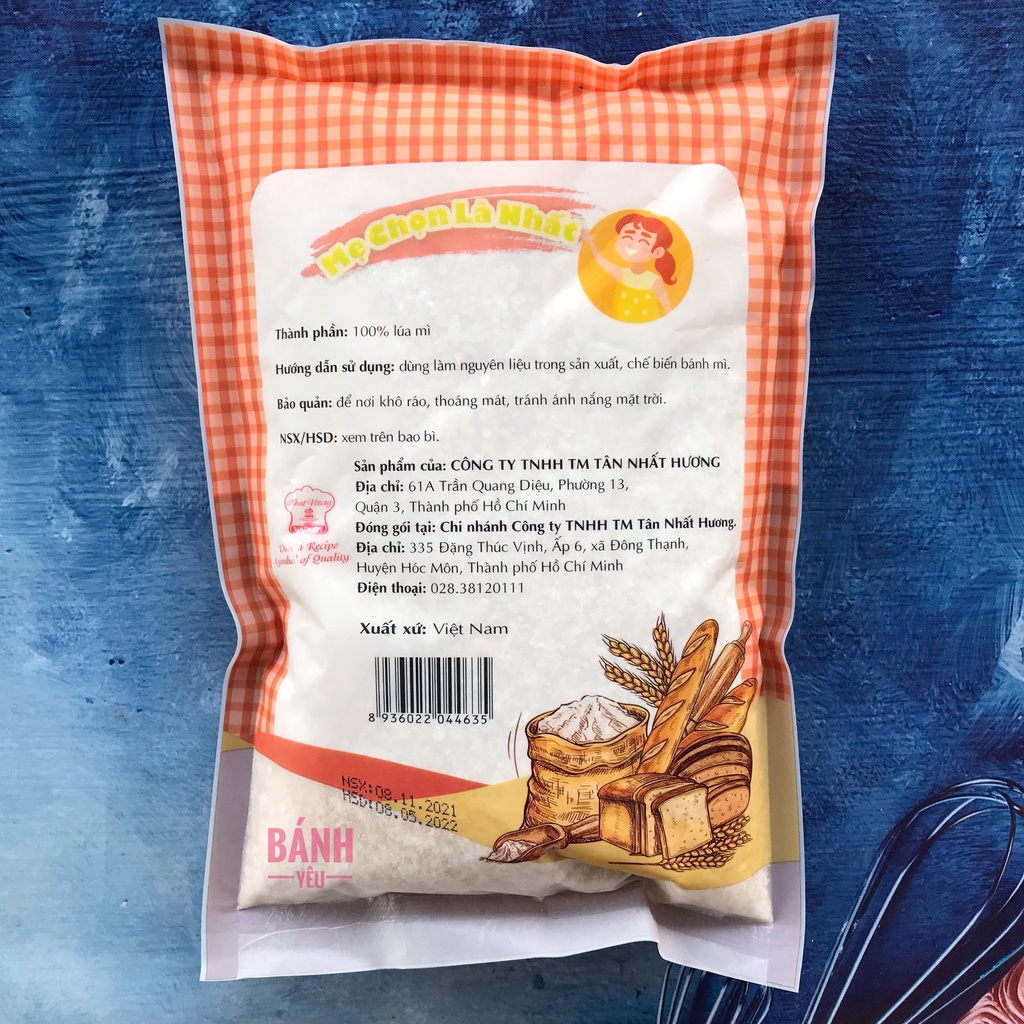 Mẹ Chọn Là Nhất
Thành phần: 100% lúa mì
Hướng dẫn sử dụng: dùng làm nguyên liệu trong sản xuất, chế biến bánh mì.
Bảo quản: để nơi khô ráo, thoáng mát, tránh ánh nắng mặt trời.
NSX/HSD: xem trên bao bì.
Sản phẩm của: CÔNG TY TNHH TM TÂN NHẤT HƯƠNG
Địa chỉ: 61A Trần Quang Diệu, Phường 13,
Quận 3, Thành phố Hồ Chí Minh
Đóng gói tại: Chi nhánh Công ty TNHH TM Tân Nhất Hương.
Địa chỉ: 335 Đặng Thúc Vịnh, Ấp 6, xã Đông Thạnh,
Huyện Hóc Môn, Thành phố Hồ Chí Minh
Điện thoại: 028.38120111
Nhat Huong
Recipe
of Quality
Xuất xứ: Việt Nam
8 936022 044635
NSX:08.11.2021
HSD:08.05.2022
BÁNH
YÊU